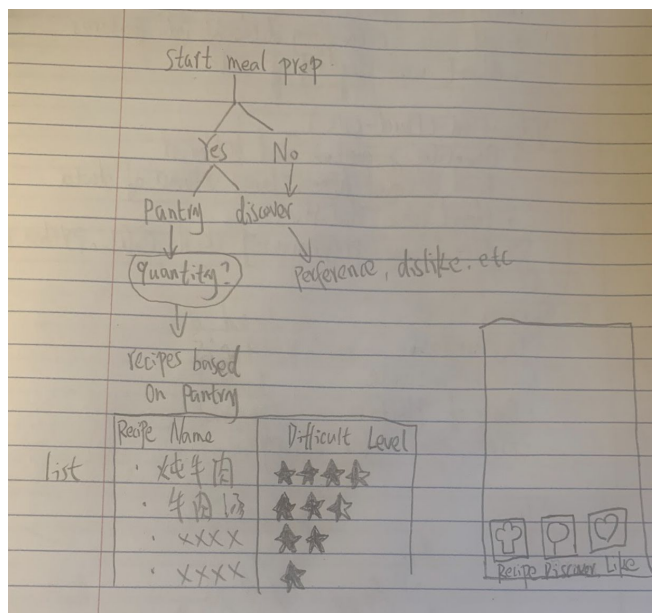 Start meal prep
Yes No
Pantry discover
quantity?
Perference, dislike. etc
recipes based
on Pantry
Recipe Name Difficult Level
list
· 炖牛肉
· 牛肉汤
· xxxx
· xxxx
Recipe Discover Like